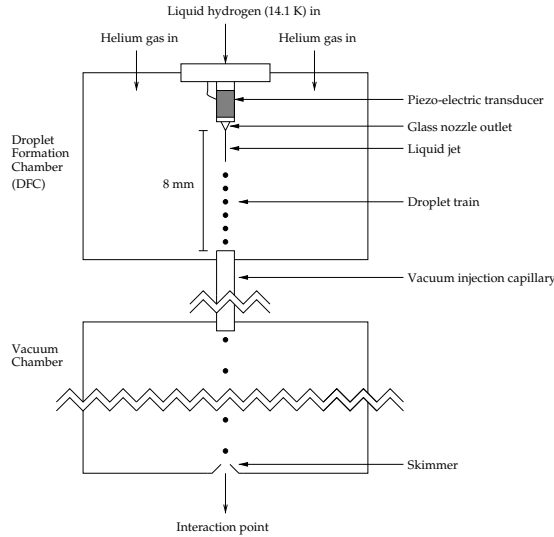 Liquid hydrogen (14.1 K) in
Helium gas in
Helium gas in
Piezo-electric transducer
Glass nozzle outlet
Liquid jet
Droplet
Formation
Chamber
(DFC)
8 mm
Droplet train
Vacuum injection capillary
Vacuum
Chamber
Skimmer
Interaction point